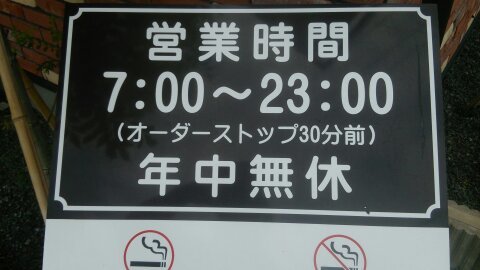 営業時間
7:00～23:00
(オーダーストップ30分前)
年中無休